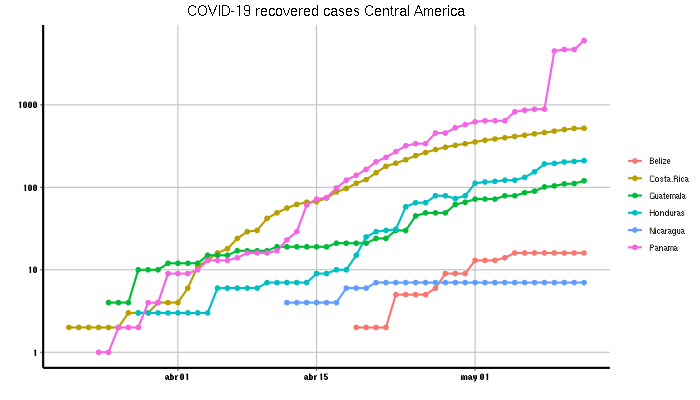 COVID-19 recovered cases Central America
1000
100
10
1
abr 01
abr 15
may 01
Belize
Costa.Rica
Guatemala
Honduras
Nicaragua
Panama